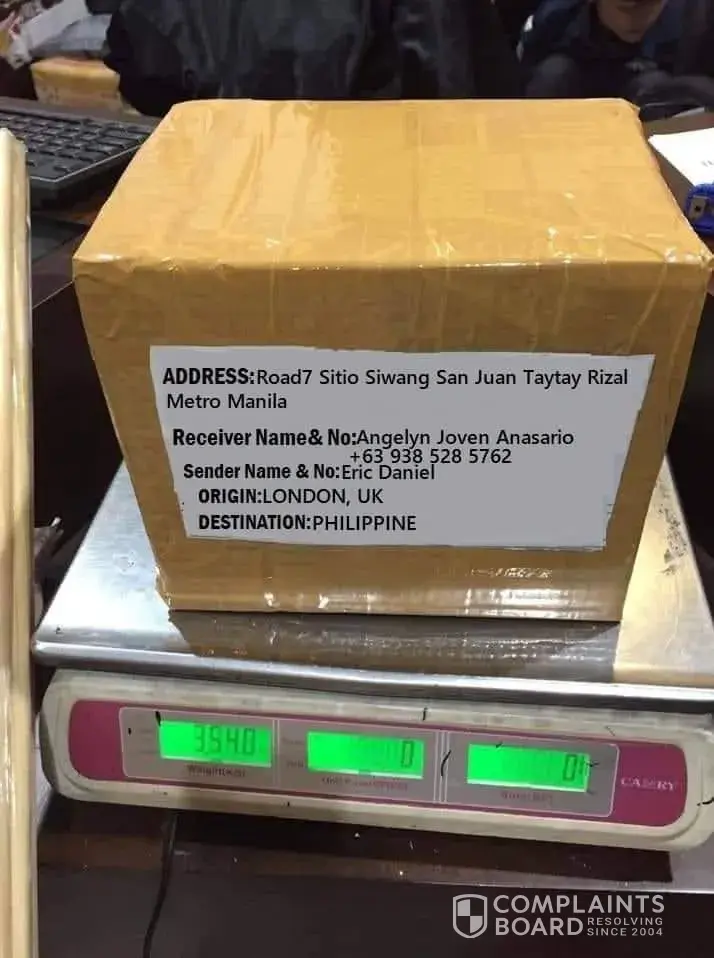 ADDRESS:Road7 Sitio Siwang San Juan Taytay Rizal
Metro Manila
Receiver Name& No:Angelyn Joven Anasario
+63 938 528 5762
Sender Name & No:Eric Daniel
ORIGIN:LONDON, UK
DESTINATION:PHILIPPINE
3.540 0 0
CAMRY
COMPLAINTS
BOARD RESOLVING
SINCE 2004